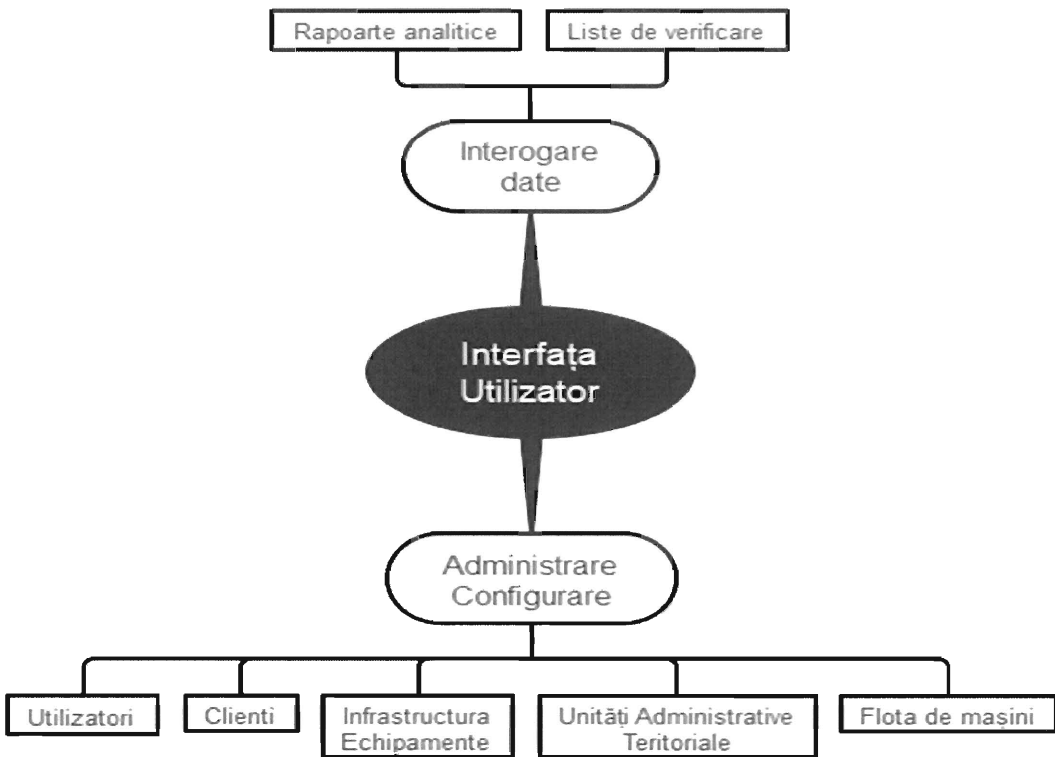 Rapoarte analitice
Liste de verificare
Interogare
date
Interfața
Utilizator
Administrare
Configurare
Utilizatori
Clienti
Infrastructura
Echipamente
Unități Administrative
Teritoriale
Flota de mașini